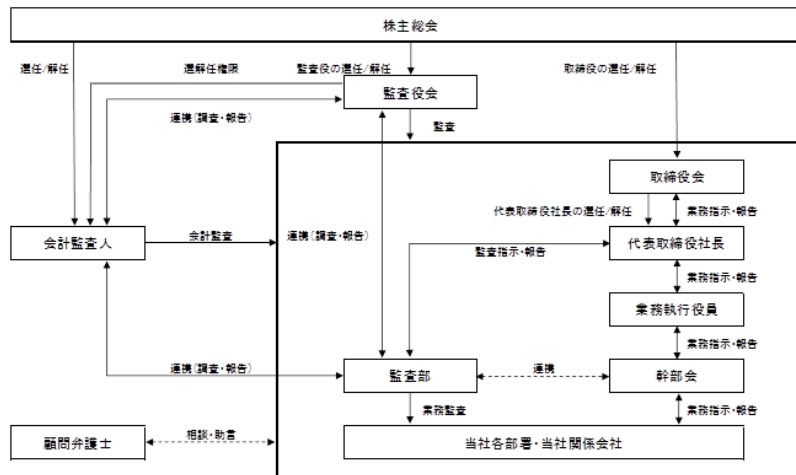 株主総会
選任/解任
選解任権限
監査役の選任/解任
取締役の選任/解任
監査役会
連携(調査・報告)
監査
取締役会
代表取締役社長の選任/解任
業務指示・報告
会計監査人
会計監査
連携(調査・報告)
監査指示・報告
代表取締役社長
業務指示・報告
業務執行役員
業務指示・報告
連携(調査・報告)
監査部
連携
幹部会
業務監査
業務指示・報告
顧問弁護士
相談・助言
当社各部署・当社関係会社